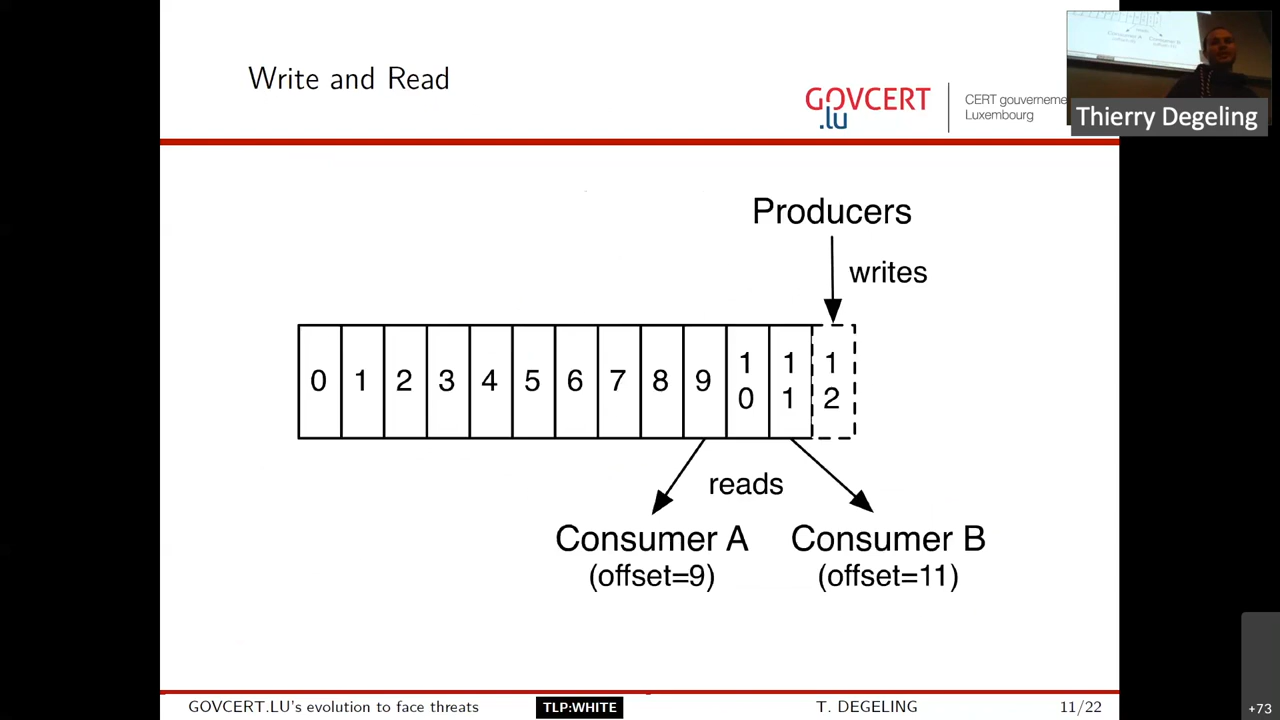 Write and Read
GOVCERT
.lu
CERT gouverneme
Luxembourg
Thierry Degeling
Producers
writes
0 1 2 3 4 5 6 7 8 9 10 11 12
reads
Consumer A
(offset=9)
Consumer B
(offset=11)
GOVCERT.LU's evolution to face threats
TLP:WHITE
T. DEGELING
11/22
+73